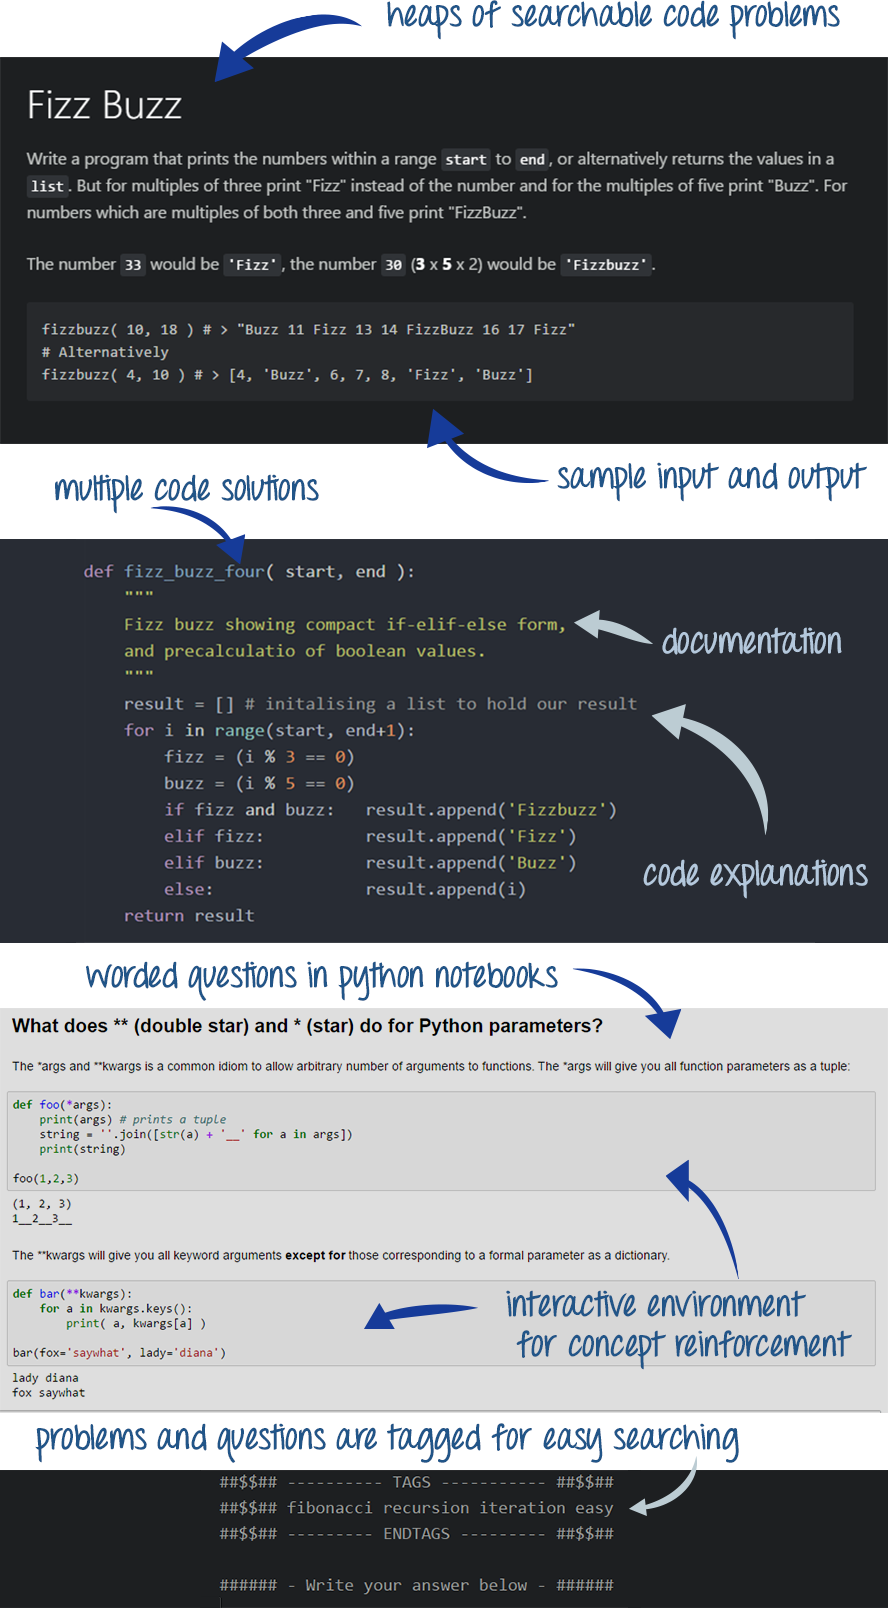 heaps of searchable code problems
Fizz Buzz
Write a program that prints the numbers within a range start to end, or alternatively returns the values in a
list. But for multiples of three print "Fizz" instead of the number and for the multiples of five print "Buzz". For
numbers which are multiples of both three and five print "FizzBuzz".
The number 33 would be 'Fizz', the number 30 (3 x 5 x 2) would be 'Fizzbuzz'.
fizzbuzz( 10, 18 ) # > "Buzz 11 Fizz 13 14 FizzBuzz 16 17 Fizz"
# Alternatively
fizzbuzz( 4, 10 ) # > [4, 'Buzz', 6, 7, 8, 'Fizz', 'Buzz']
sample input and output
multiple code solutions
def fizz_buzz_four( start, end ):
"""
Fizz buzz showing compact if-elif-else form,
and precalculatio of boolean values.
"""
documentation
result = [] # initalising a list to hold our result
for i in range(start, end+1):
fizz = (i % 3 == 0)
buzz = (i % 5 == 0)
if fizz and buzz: result.append('Fizzbuzz')
elif fizz: result.append('Fizz')
elif buzz: result.append('Buzz')
else: result.append(i)
return result
code explanations
worded questions in python notebooks
What does ** (double star) and * (star) do for Python parameters?
The *args and **kwargs is a common idiom to allow arbitrary number of arguments to functions. The *args will give you all function parameters as a tuple:
def foo(*args):
print(args) # prints a tuple
string = ''.join([str(a) + '__' for a in args])
print(string)
foo(1,2,3)
(1, 2, 3)
1__2__3__
The **kwargs will give you all keyword arguments except for those corresponding to a formal parameter as a dictionary.
def bar(**kwargs):
for a in kwargs.keys():
print( a, kwargs[a] )
bar(fox='saywhat', lady='diana')
lady diana
fox saywhat
interactive environment
for concept reinforcement
problems and questions are tagged for easy searching
##$$## ---------- TAGS ----------- ##$$##
##$$## fibonacci recursion iteration easy
##$$## --------- ENDTAGS --------- ##$$##
###### - Write your answer below - ######